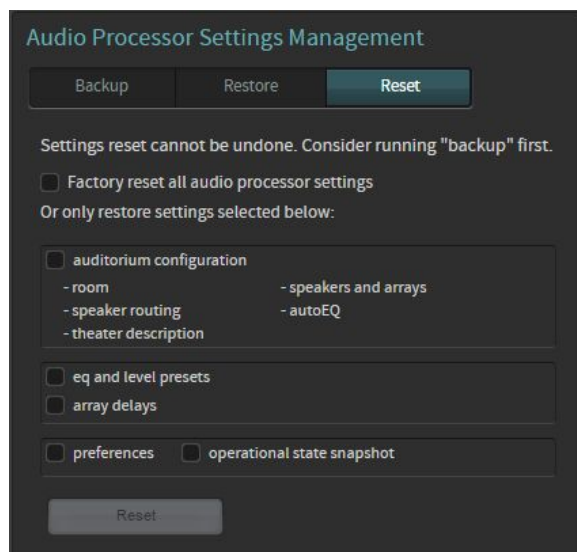 Audio Processor Settings Management
Backup Restore Reset
Settings reset cannot be undone. Consider running "backup" first.
Factory reset all audio processor settings
Or only restore settings selected below:
auditorium configuration
- room - speakers and arrays
- speaker routing - autoEQ
- theater description
eq and level presets
array delays
preferences operational state snapshot
Reset